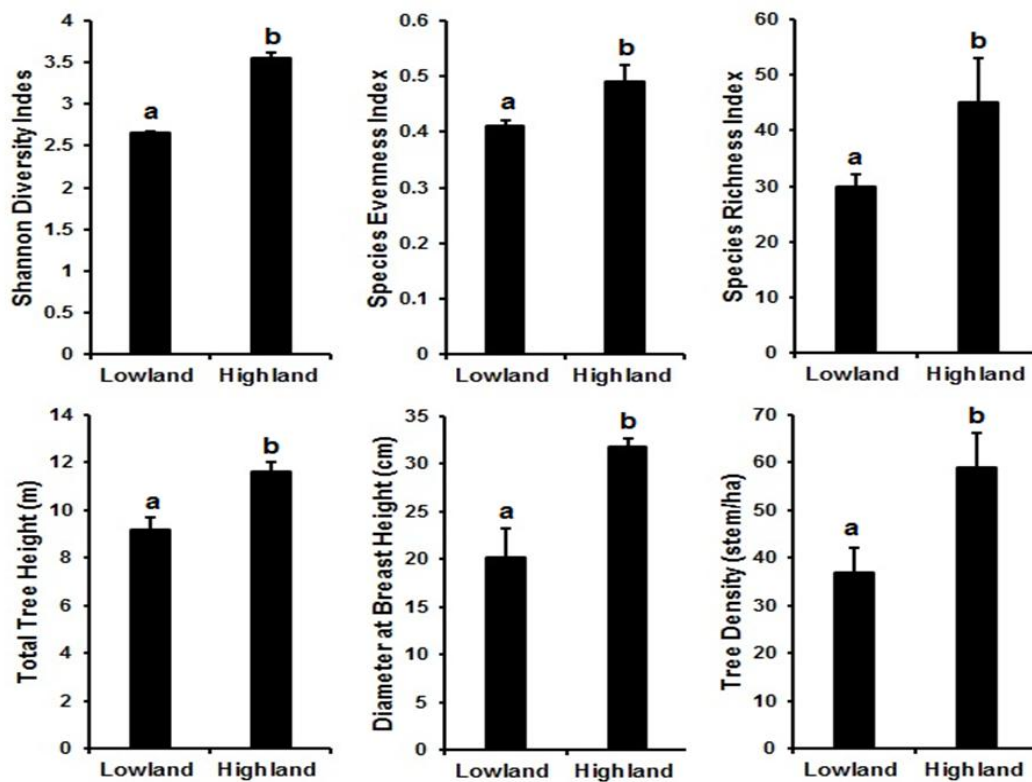 Shannon Diversity Index
4
3.5
3
2.5
2
1.5
1
0.5
0
a
b
Lowland Highland
Species Evenness Index
0.6
0.5
0.4
0.3
0.2
0.1
0
a
b
Lowland Highland
Species Richness Index
60
50
40
30
20
10
0
a
b
Lowland Highland
Total Tree Height (m)
14
12
10
8
6
4
2
0
a
b
Lowland Highland
Diameter at Breast Height (cm)
35
30
25
20
15
10
5
0
a
b
Lowland Highland
Tree Density (stem/ha)
70
60
50
40
30
20
10
0
a
b
Lowland Highland